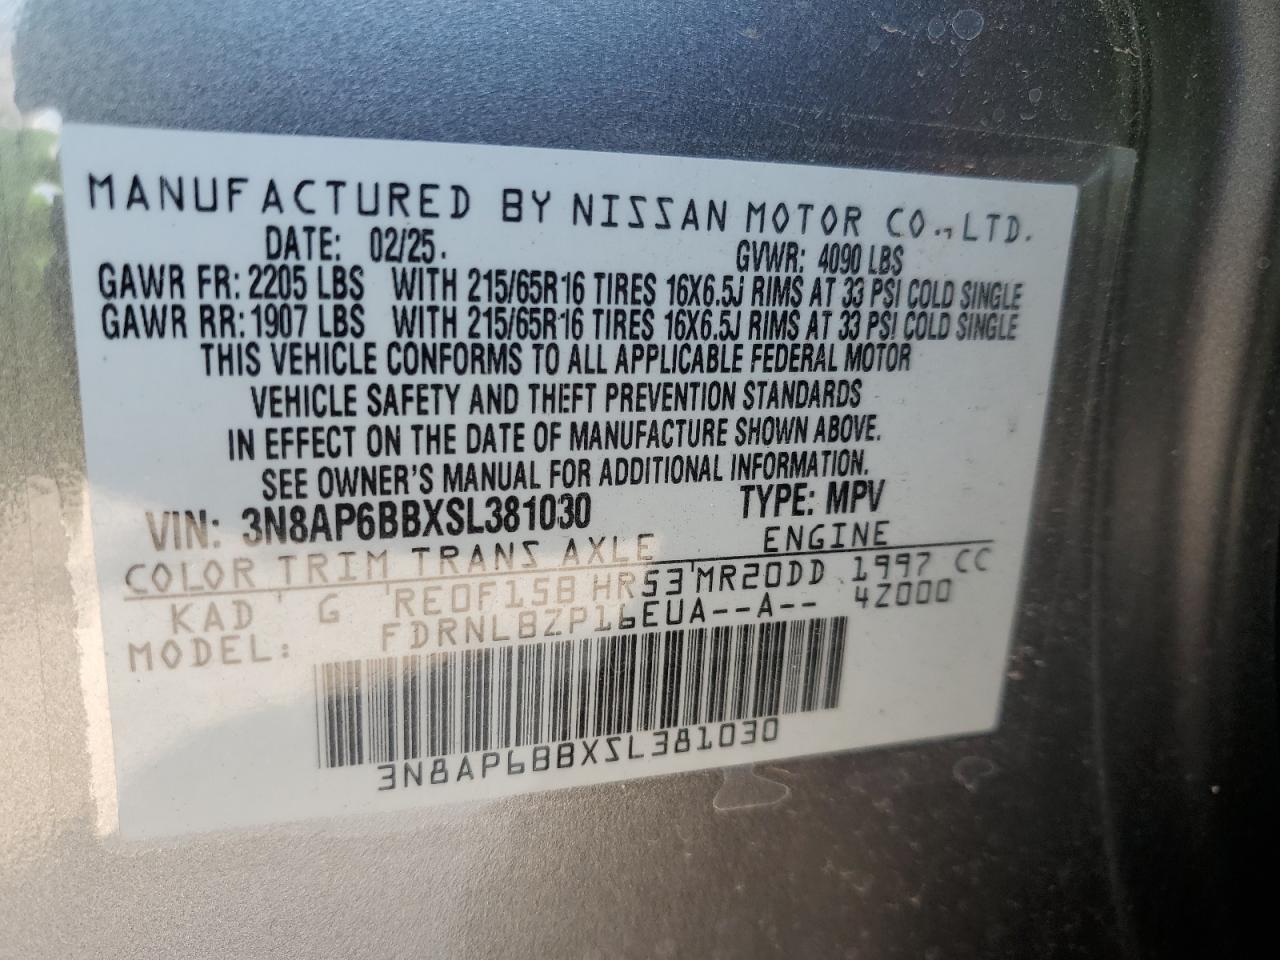 MANUFACTURED BY NISSAN MOTOR CO., LTD.
DATE: 02/25. GVWR: 4090 LBS
GAWR FR: 2205 LBS WITH 215/65R16 TIRES 16X6.5J RIMS AT 33 PSI COLD SINGLE
GAWR RR: 1907 LBS WITH 215/65R16 TIRES 16X6.5J RIMS AT 33 PSI COLD SINGLE
THIS VEHICLE CONFORMS TO ALL APPLICABLE FEDERAL MOTOR
VEHICLE SAFETY AND THEFT PREVENTION STANDARDS
IN EFFECT ON THE DATE OF MANUFACTURE SHOWN ABOVE.
SEE OWNER'S MANUAL FOR ADDITIONAL INFORMATION.
VIN: 3N8AP6BBXSL381030 TYPE: MPV
COLOR TRIM TRANS AXLE ENGINE
KAD G RE0F15B HR53 MR20DD 1997 CC
MODEL: FDRNLBZP16EUA--A-- 4Z000
3N8AP6BBXSL381030